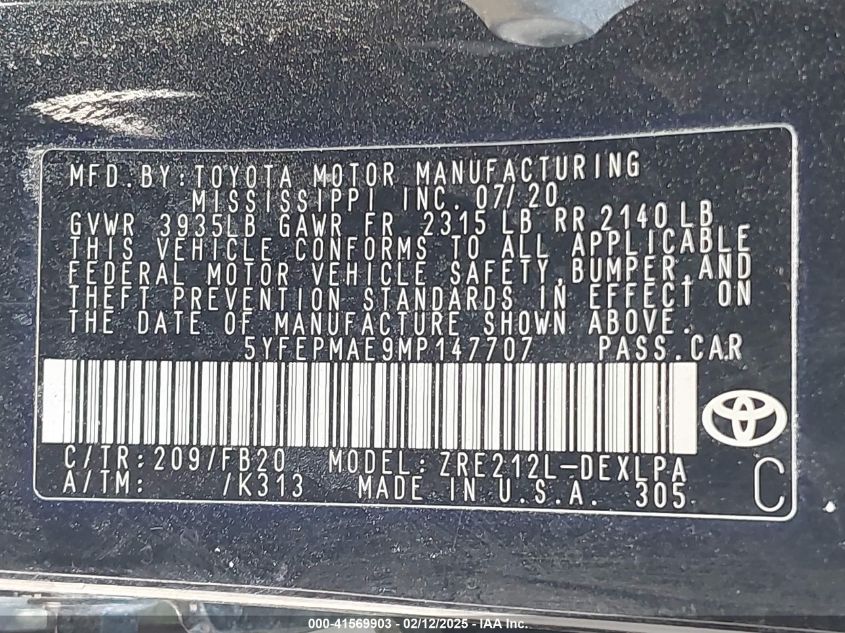 MFD.BY:TOYOTA MOTOR MANUFACTURING
MISSISSIPPI INC. 07/20
GVWR 3935LB GAWR FR 2315 LB RR 2140 LB
THIS VEHICLE CONFORMS TO ALL APPLICABLE
FEDERAL MOTOR VEHICLE SAFETY, BUMPER, AND
THEFT PREVENTION STANDARDS IN EFFECT ON
THE DATE OF MANUFACTURE SHOWN ABOVE.
5YFEPMAE9MP147707 PASS.CAR
C/TR:209/FB20 MODEL:ZRE212L-DEXLPA
A/TM: /K313 MADE IN U.S.A. 305 C
000-41569903 - 02/12/2025 - IAA Inc.